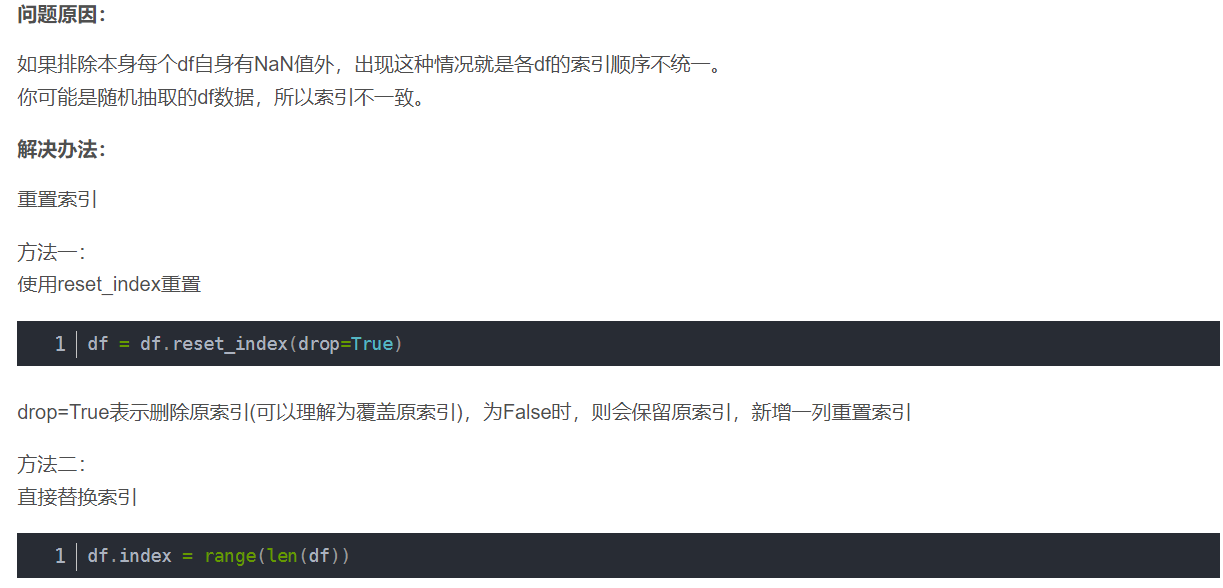 问题原因：
如果排除本身每个df自身有NaN值外，出现这种情况就是各df的索引顺序不统一。
你可能是随机抽取的df数据，所以索引不一致。
解决办法：
重置索引
方法一：
使用reset_index重置
1 df = df.reset_index(drop=True)
drop=True表示删除原索引(可以理解为覆盖原索引)，为False时，则会保留原索引，新增一列重置索引
方法二：
直接替换索引
1 df.index = range(len(df))